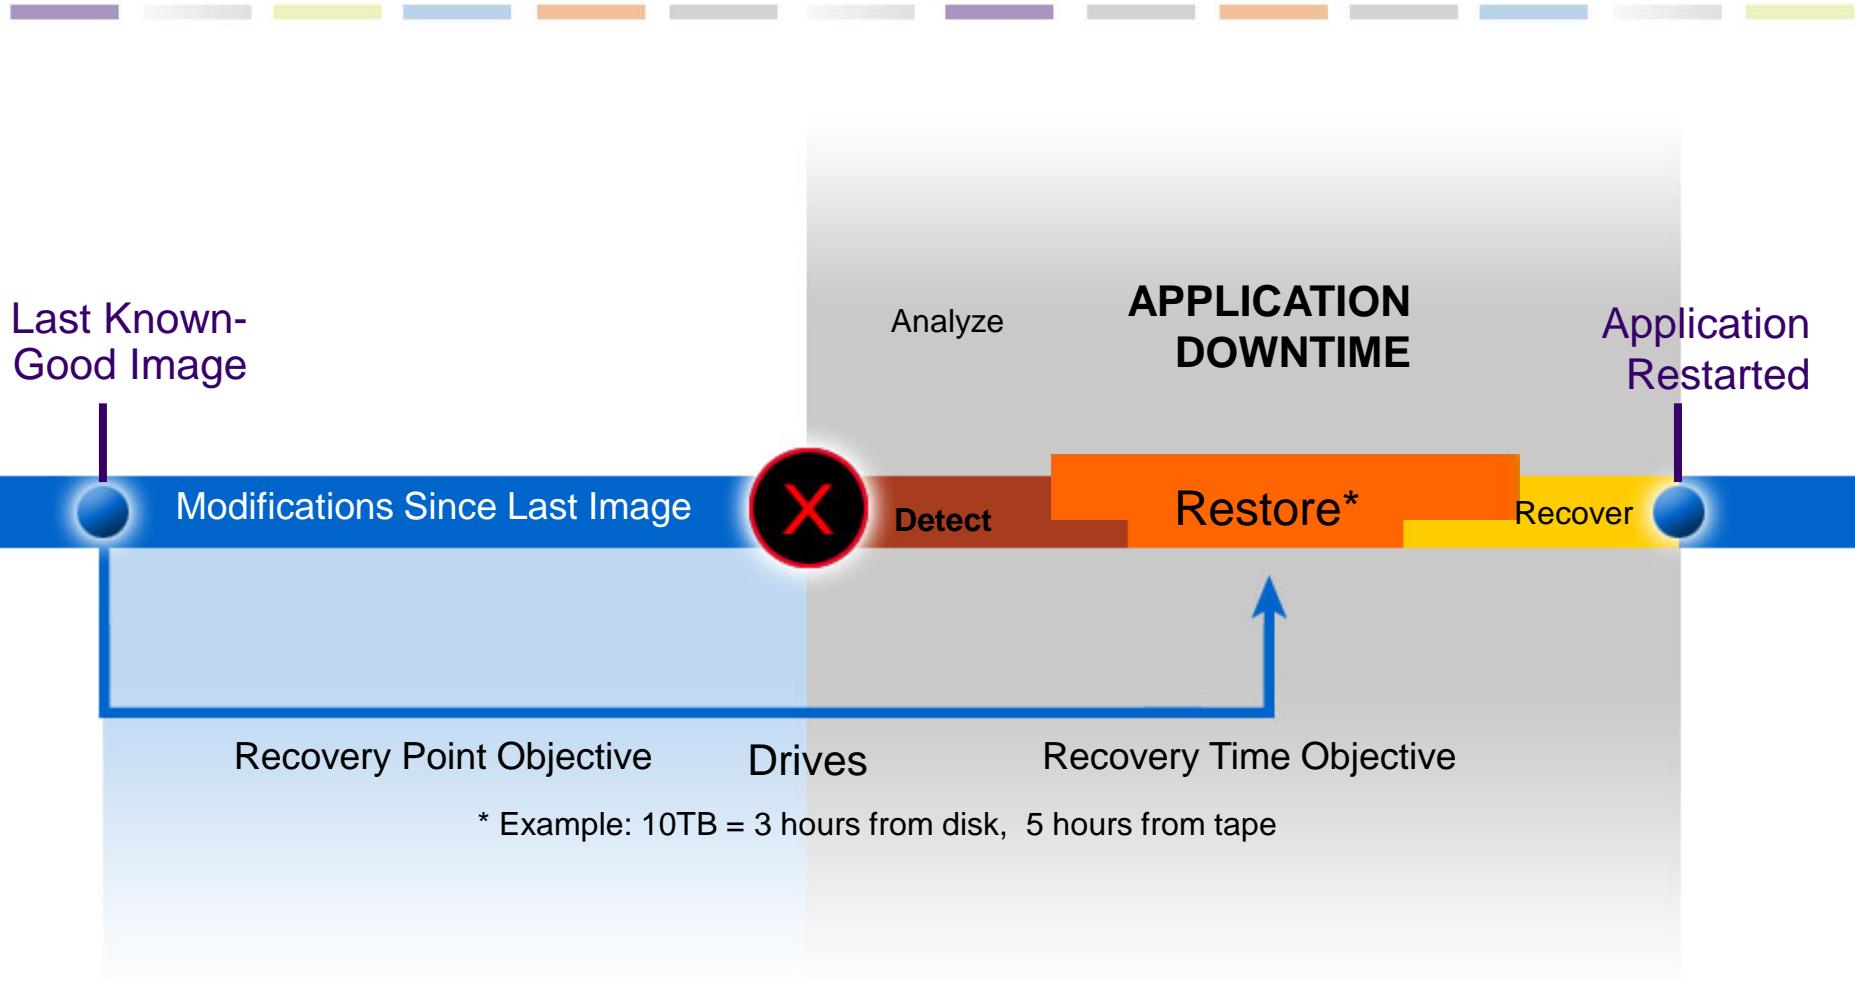 Last Known-
Good Image
Analyze
APPLICATION
DOWNTIME
Application
Restarted
Modifications Since Last Image
X
Detect
Restore*
Recover
Recovery Point Objective
Drives
Recovery Time Objective
* Example: 10TB = 3 hours from disk, 5 hours from tape